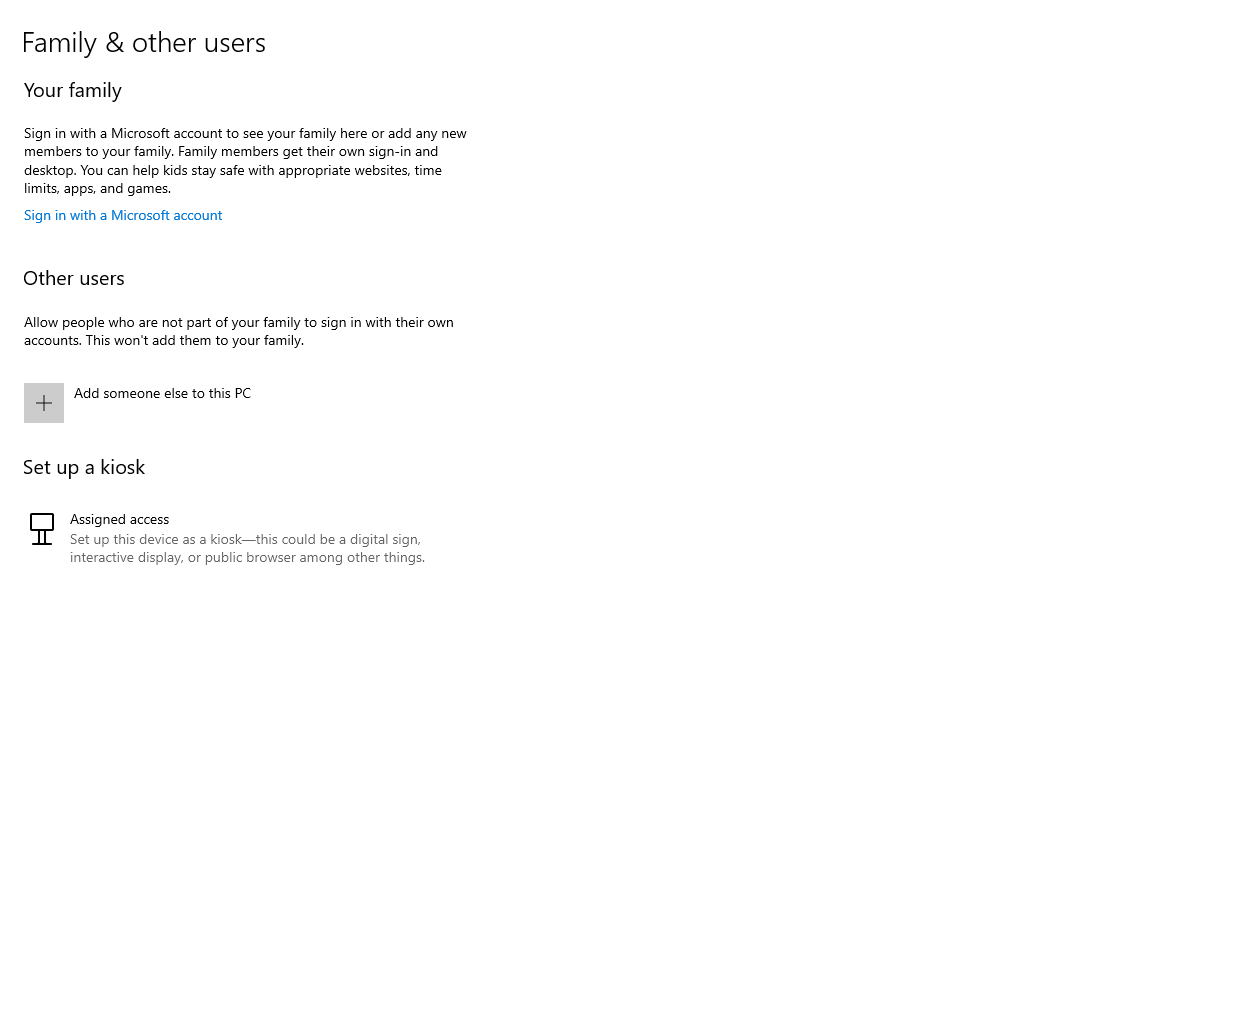 Family & other users
Your family
Sign in with a Microsoft account to see your family here or add any new
members to your family. Family members get their own sign-in and
desktop. You can help kids stay safe with appropriate websites, time
limits, apps, and games.
Sign in with a Microsoft account
Other users
Allow people who are not part of your family to sign in with their own
accounts. This won't add them to your family.
Add someone else to this PC
Set up a kiosk
Assigned access
Set up this device as a kiosk—this could be a digital sign,
interactive display, or public browser among other things.